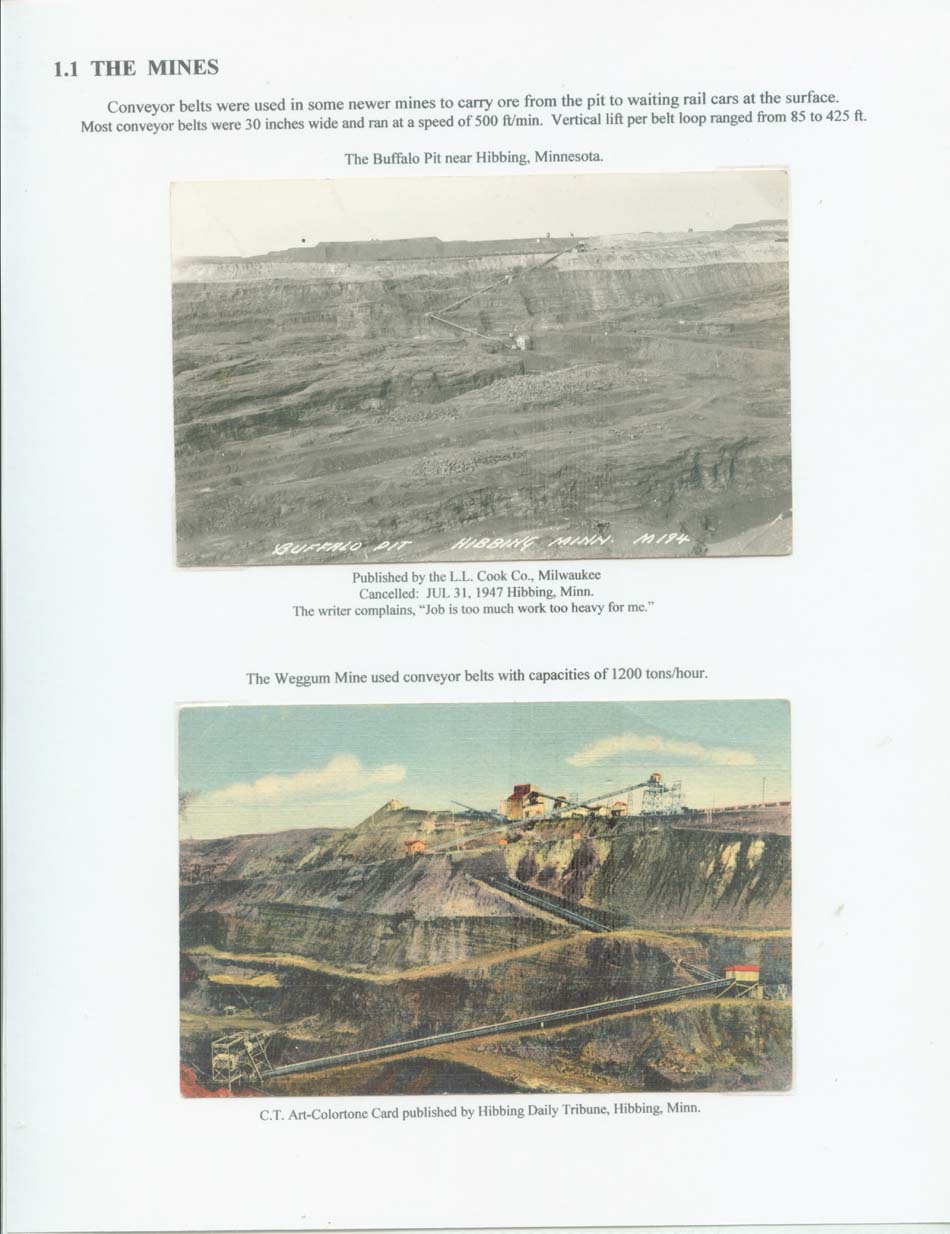 1.1 THE MINES
Conveyor belts were used in some newer mines to carry ore from the pit to waiting rail cars at the surface.
Most conveyor belts were 30 inches wide and ran at a speed of 500 ft/min. Vertical lift per belt loop ranged from 85 to 425 ft.
The Buffalo Pit near Hibbing, Minnesota.
BUFFALO PIT HIBBING MINN. M194
Published by the L.L. Cook Co., Milwaukee
Cancelled: JUL 31, 1947 Hibbing, Minn.
The writer complains, “Job is too much work too heavy for me.”
The Weggum Mine used conveyor belts with capacities of 1200 tons/hour.
C.T. Art-Colortone Card published by Hibbing Daily Tribune, Hibbing, Minn.